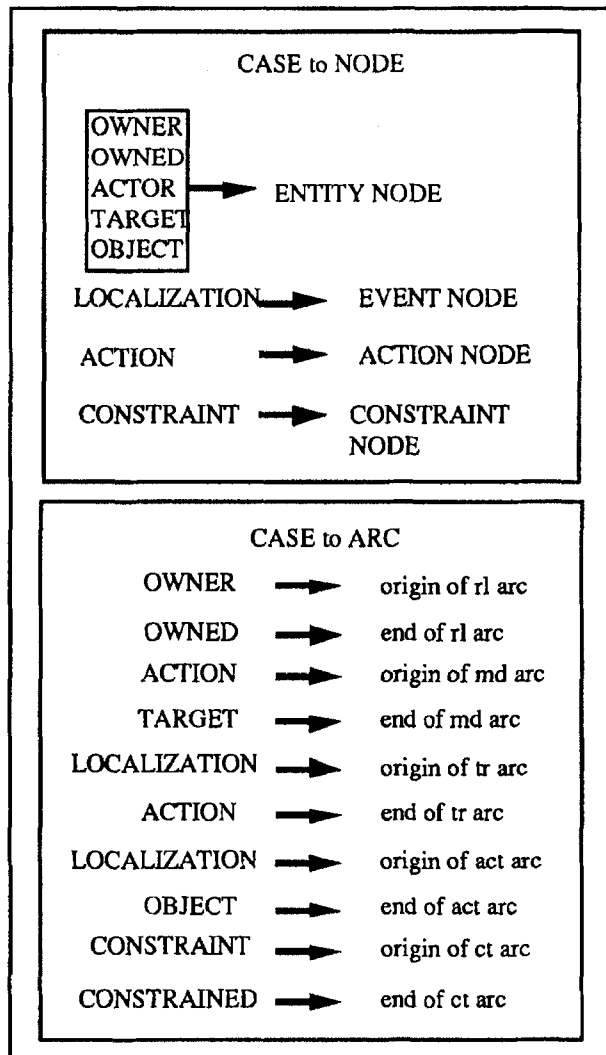 CASE to NODE
OWNER
OWNED
ACTOR
TARGET
OBJECT
ENTITY NODE
LOCALIZATION EVENT NODE
ACTION ACTION NODE
CONSTRAINT CONSTRAINT
NODE
CASE to ARC
OWNER origin of rl arc
OWNED end of rl arc
ACTION origin of md arc
TARGET end of md arc
LOCALIZATION origin of tr arc
ACTION end of tr arc
LOCALIZATION origin of act arc
OBJECT end of act arc
CONSTRAINT origin of ct arc
CONSTRAINED end of ct arc